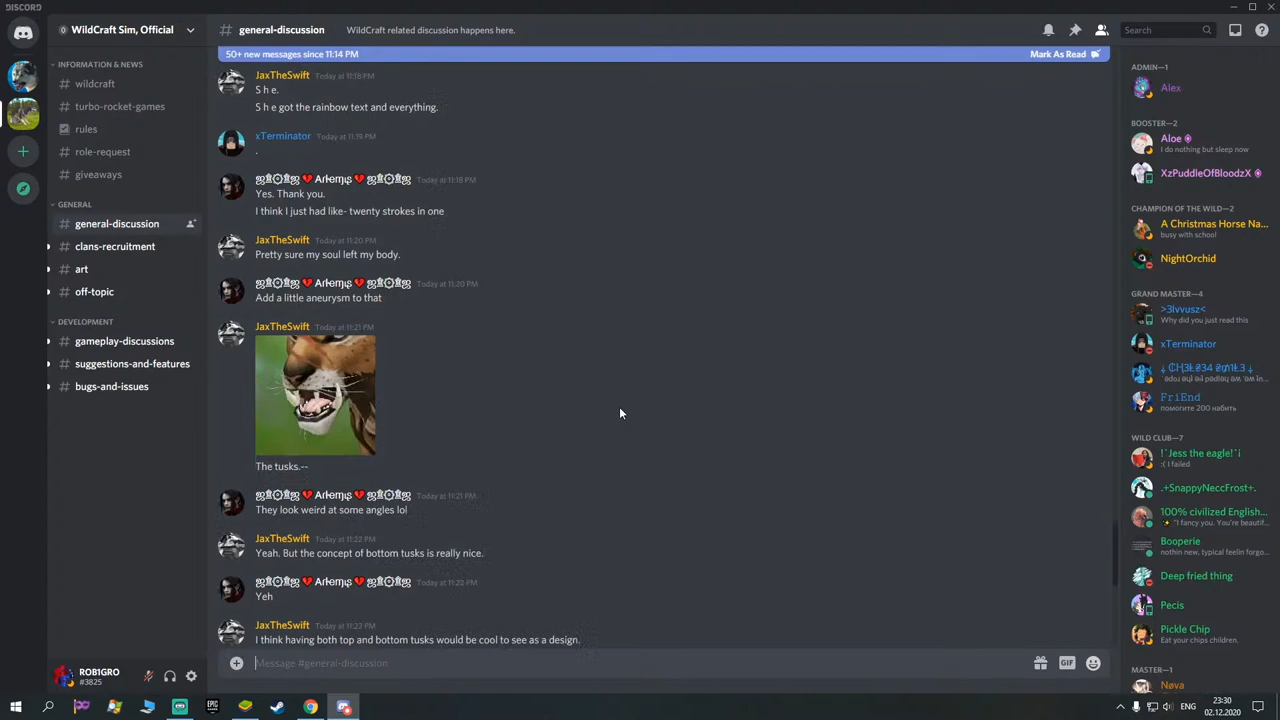 DISCORD
WildCraft Sim, Official
INFORMATION & NEWS
# wildcraft
# turbo-rocket-games
rules
# role-request
# giveaways
GENERAL
# general-discussion
# clans-recruitment
# art
# off-topic
DEVELOPMENT
# gameplay-discussions
# suggestions-and-features
# bugs-and-issues
ROB1GRO
#3825
# general-discussion WildCraft related discussion happens here.
Search
50+ new messages since 11:14 PM Mark As Read
JaxTheSwift Today at 11:18 PM
S h e.
S h e got the rainbow text and everything.
xTerminator Today at 11:19 PM
.
Today at 11:18 PM
Yes. Thank you.
I think I just had like- twenty strokes in one
JaxTheSwift Today at 11:20 PM
Pretty sure my soul left my body.
Today at 11:20 PM
Add a little aneurysm to that
JaxTheSwift Today at 11:21 PM
The tusks.--
Today at 11:21 PM
They look weird at some angles lol
JaxTheSwift Today at 11:22 PM
Yeah. But the concept of bottom tusks is really nice.
Today at 11:22 PM
Yeh
JaxTheSwift Today at 11:23 PM
I think having both top and bottom tusks would be cool to see as a design.
Message #general-discussion
GIF
ADMIN—1
Alex
BOOSTER—2
Aloe
I do nothing but sleep now
XzPuddleOfBloodzX
CHAMPION OF THE WILD—2
A Christmas Horse Na...
busy with school
NightOrchid
GRAND MASTER—4
>3lvvusz<
Why did you just read this
xTerminator
FriEnd
помогите 200 набить
WILD CLUB—7
!`Jess the eagle!`i
:( I failed
.+SnappyNeccFrost+.
100% civilized English...
"I fancy you. You're beautif...
Booperie
nothin new, typical feelin forgo...
Deep fried thing
Pecis
Pickle Chip
Eat your chips children.
MASTER—1
Nøva
EPIC
GAMES
ENG
23:30
02.12.2020